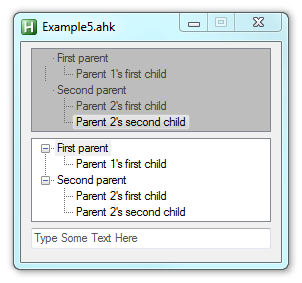 Example5.ahk
First parent
Parent 1's first child
Second parent
Parent 2's first child
Parent 2's second child
First parent
Parent 1's first child
Second parent
Parent 2's first child
Parent 2's second child
Type Some Text Here